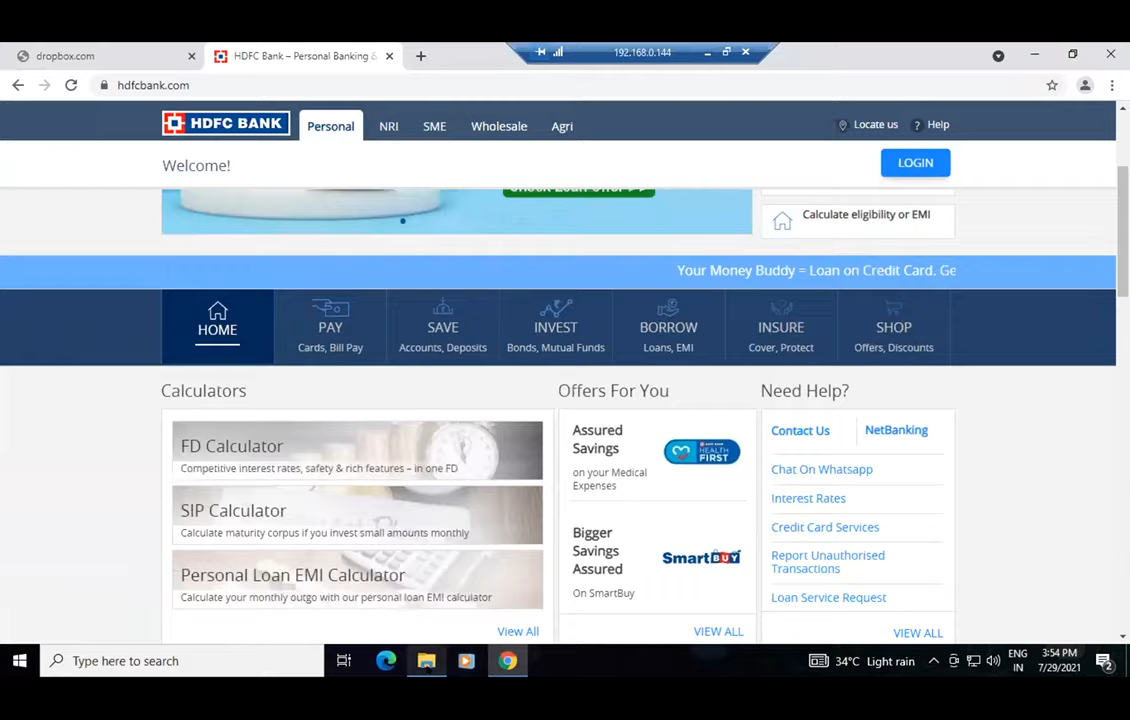 dropbox.com
HDFC Bank – Personal Banking &
192.168.0.144
hdfcbank.com
HDFC BANK
Personal
NRI
SME
Wholesale
Agri
Locate us
? Help
Welcome!
LOGIN
Check Loan Offer >>
Calculate eligibility or EMI
Your Money Buddy = Loan on Credit Card. Ge
HOME
PAY
Cards, Bill Pay
SAVE
Accounts, Deposits
INVEST
Bonds, Mutual Funds
BORROW
Loans, EMI
INSURE
Cover, Protect
SHOP
Offers, Discounts
Calculators
FD Calculator
Competitive interest rates, safety & rich features – in one FD
SIP Calculator
Calculate maturity corpus if you invest small amounts monthly
Personal Loan EMI Calculator
Calculate your monthly outgo with our personal loan EMI calculator
View All
Offers For You
Assured
Savings
on your Medical
Expenses
HEALTH
FIRST
Bigger
Savings
Assured
On SmartBuy
SmartBUY
VIEW ALL
Need Help?
Contact Us
NetBanking
Chat On Whatsapp
Interest Rates
Credit Card Services
Report Unauthorised
Transactions
Loan Service Request
VIEW ALL
Type here to search
34°C Light rain
ENG
IN
3:54 PM
7/29/2021
2